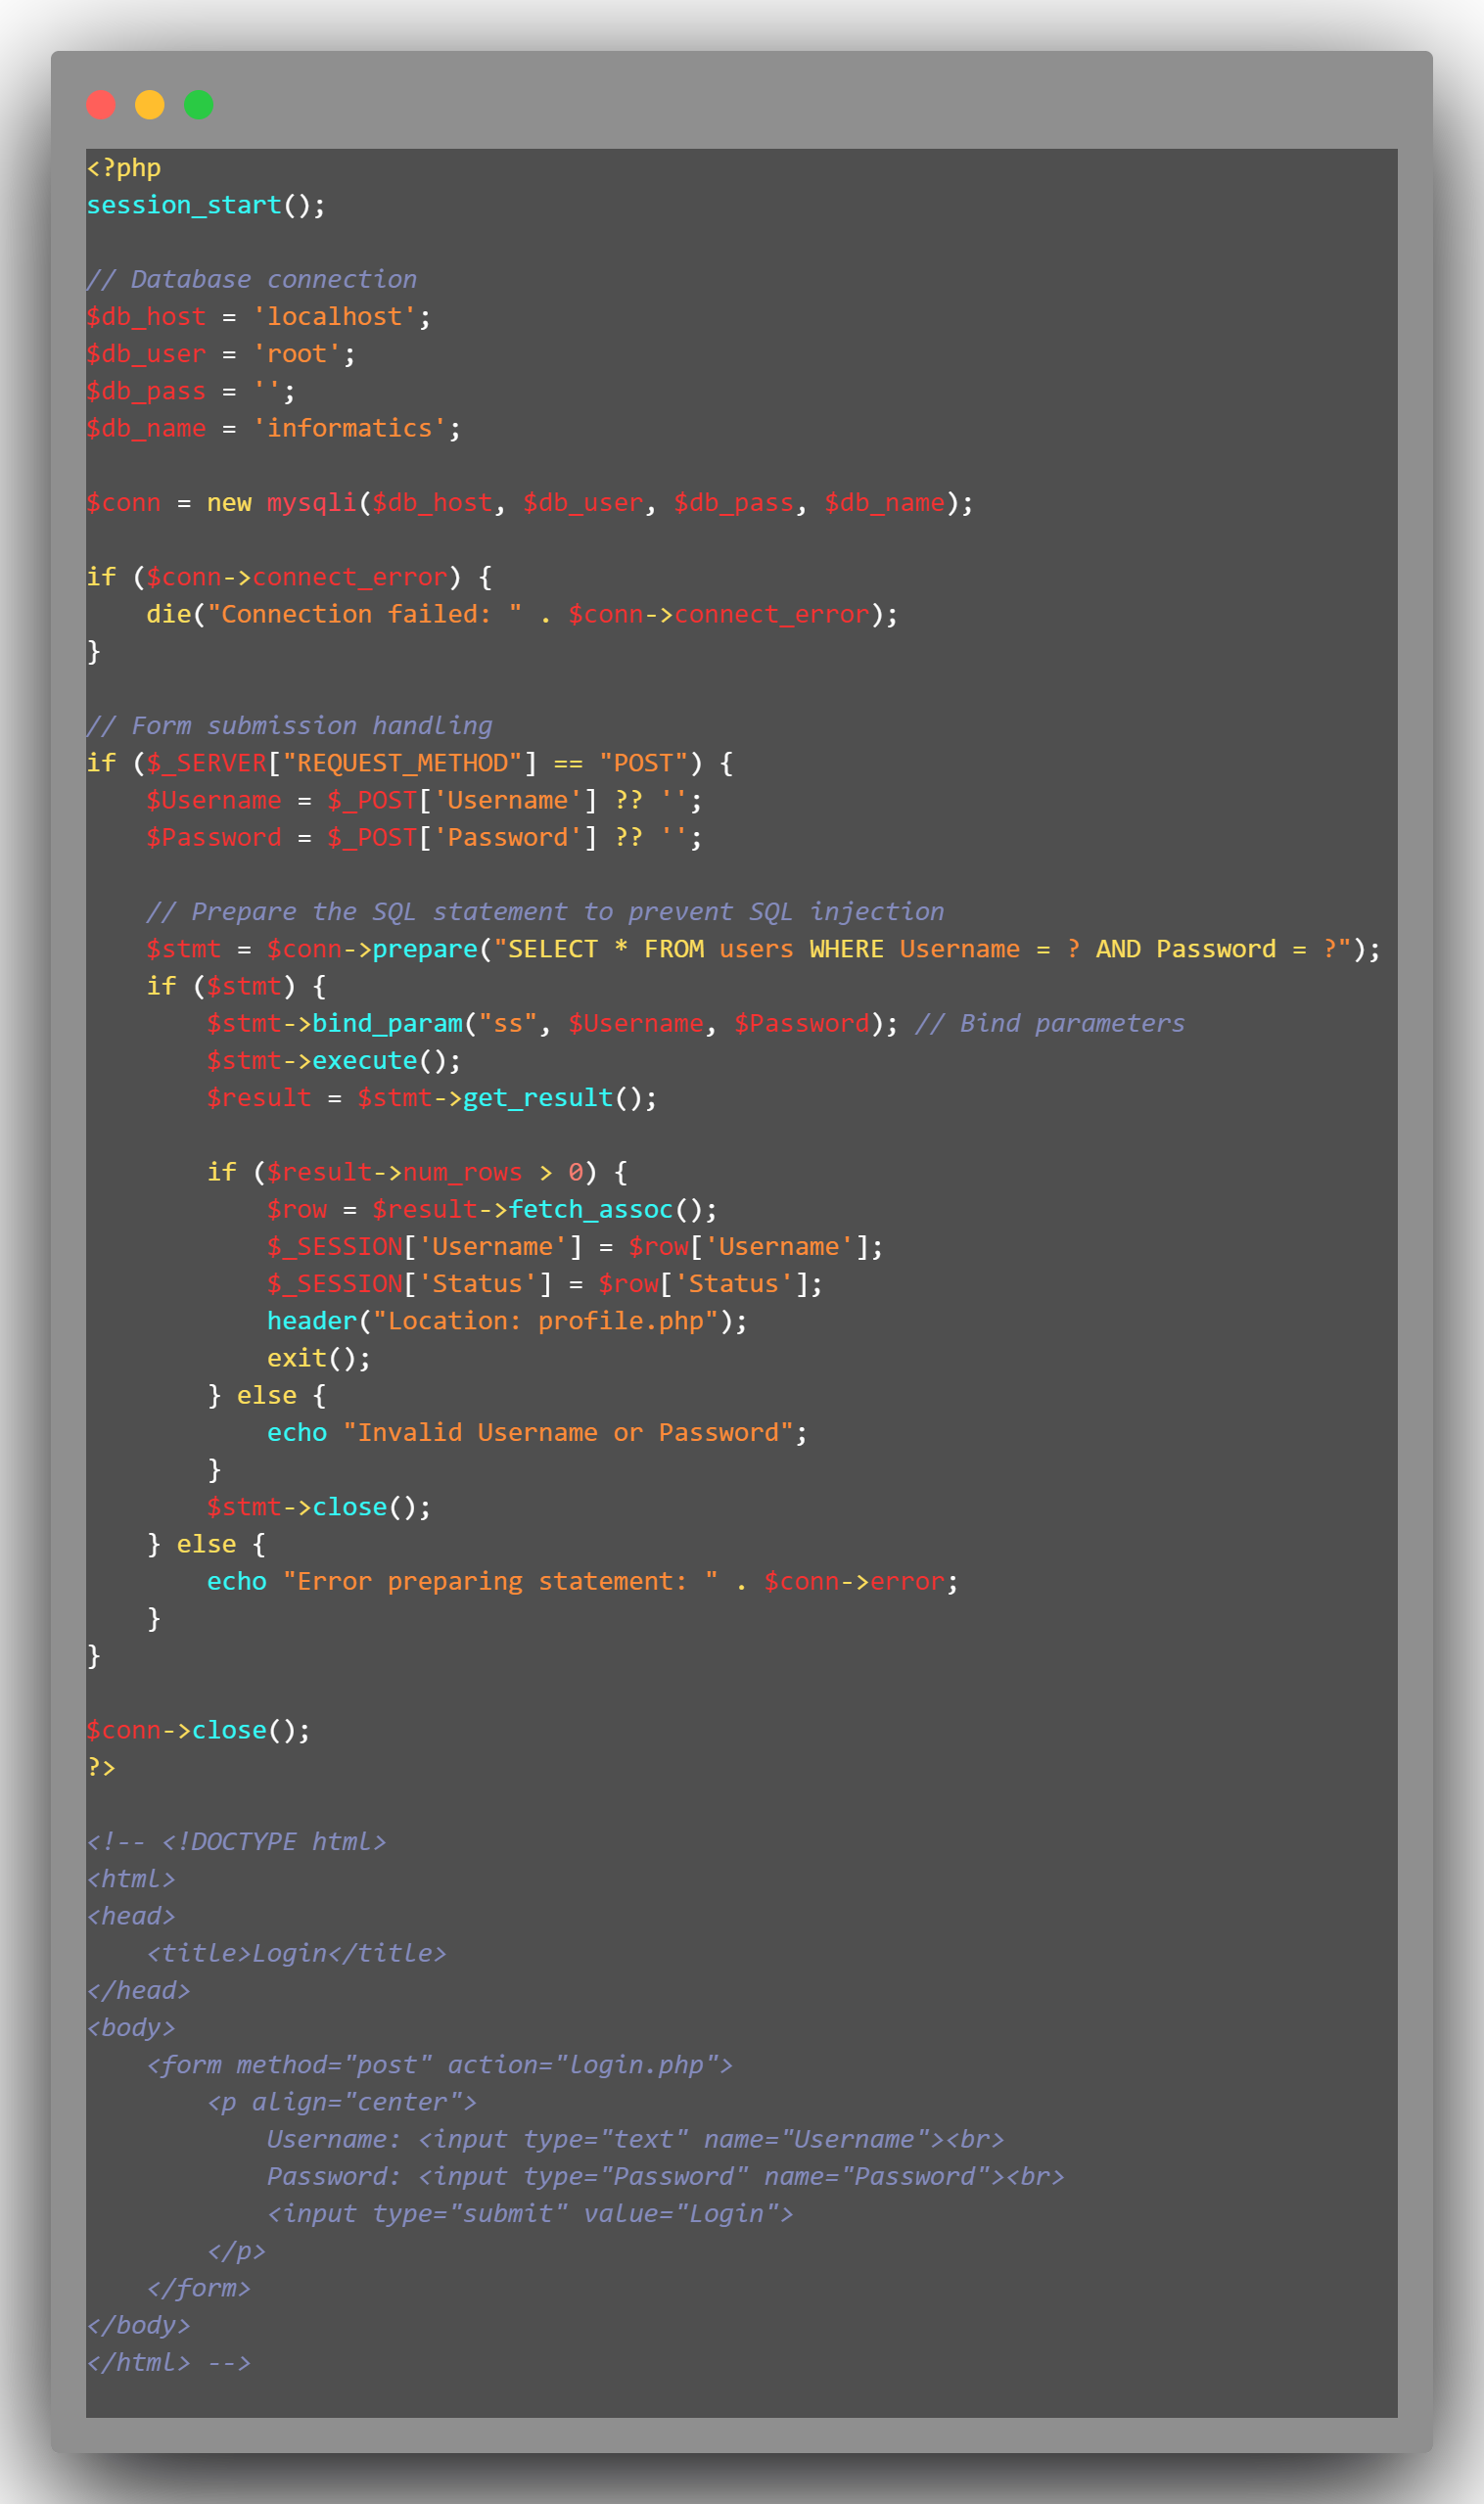 <?php
session_start();

// Database connection
$db_host = 'localhost';
$db_user = 'root';
$db_pass = '';
$db_name = 'informatics';

$conn = new mysqli($db_host, $db_user, $db_pass, $db_name);

if ($conn->connect_error) {
    die("Connection failed: " . $conn->connect_error);
}

// Form submission handling
if ($_SERVER["REQUEST_METHOD"] == "POST") {
    $Username = $_POST['Username'] ?? '';
    $Password = $_POST['Password'] ?? '';

    // Prepare the SQL statement to prevent SQL injection
    $stmt = $conn->prepare("SELECT * FROM users WHERE Username = ? AND Password = ?");
    if ($stmt) {
        $stmt->bind_param("ss", $Username, $Password); // Bind parameters
        $stmt->execute();
        $result = $stmt->get_result();

        if ($result->num_rows > 0) {
            $row = $result->fetch_assoc();
            $_SESSION['Username'] = $row['Username'];
            $_SESSION['Status'] = $row['Status'];
            header("Location: profile.php");
            exit();
        } else {
            echo "Invalid Username or Password";
        }
        $stmt->close();
    } else {
        echo "Error preparing statement: " . $conn->error;
    }
}

$conn->close();
?>

<!-- <!DOCTYPE html>
<html>
<head>
    <title>Login</title>
</head>
<body>
    <form method="post" action="login.php">
        <p align="center">
            Username: <input type="text" name="Username"><br>
            Password: <input type="Password" name="Password"><br>
            <input type="submit" value="Login">
        </p>
    </form>
</body>
</html> -->